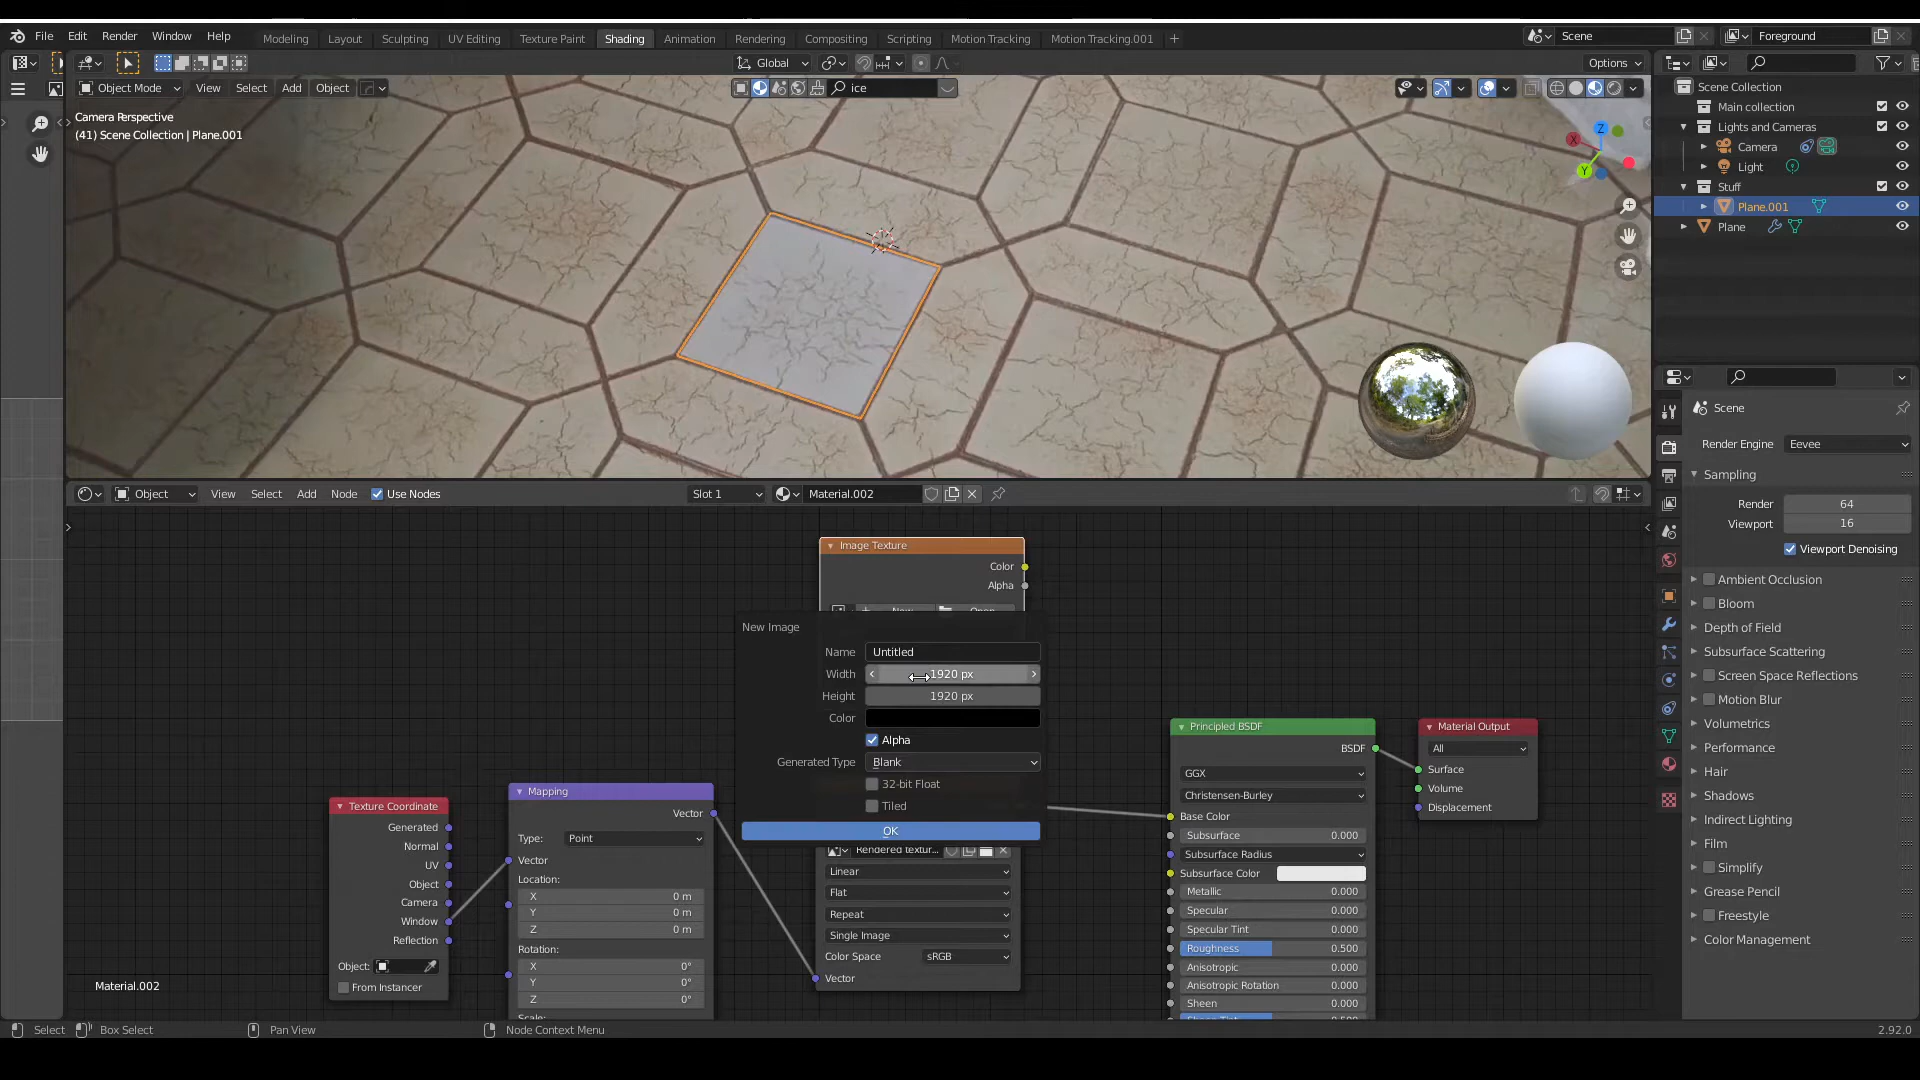 File Edit Render Window Help Modeling Layout Sculpting UV Editing Texture Paint Shading Animation Rendering Compositing Scripting Motion Tracking Motion Tracking.001 + Scene Foreground
Global Options
Object Mode View Select Add Object ice
Camera Perspective
(41) Scene Collection | Plane.001
X
Y
Z
Scene Collection
Main collection
Lights and Cameras
Camera
Light
Stuff
Plane.001
Plane
Scene
Render Engine Eevee
Sampling
Render 64
Viewport 16
Viewport Denoising
Ambient Occlusion
Bloom
Depth of Field
Subsurface Scattering
Screen Space Reflections
Motion Blur
Volumetrics
Performance
Hair
Shadows
Indirect Lighting
Film
Simplify
Grease Pencil
Freestyle
Color Management
Object View Select Add Node Use Nodes Slot 1 Material.002
Image Texture
Color
Alpha
New Open
New Image
Name Untitled
Width 1920 px
Height 1920 px
Color
Alpha
Generated Type Blank
32-bit Float
Tiled
OK
Rendered textur...
Linear
Flat
Repeat
Single Image
Color Space sRGB
Vector
Texture Coordinate
Generated
Normal
UV
Object
Camera
Window
Reflection
Object:
From Instancer
Mapping
Vector
Type: Point
Vector
Location:
X 0 m
Y 0 m
Z 0 m
Rotation:
X 0°
Y 0°
Z 0°
Scale:
Principled BSDF
BSDF
GGX
Christensen-Burley
Base Color
Subsurface 0.000
Subsurface Radius
Subsurface Color
Metallic 0.000
Specular 0.000
Specular Tint 0.000
Roughness 0.500
Anisotropic 0.000
Anisotropic Rotation 0.000
Sheen 0.000
Sheen Tint 0.500
Material Output
All
Surface
Volume
Displacement
Material.002
Select Box Select Pan View Node Context Menu 2.92.0